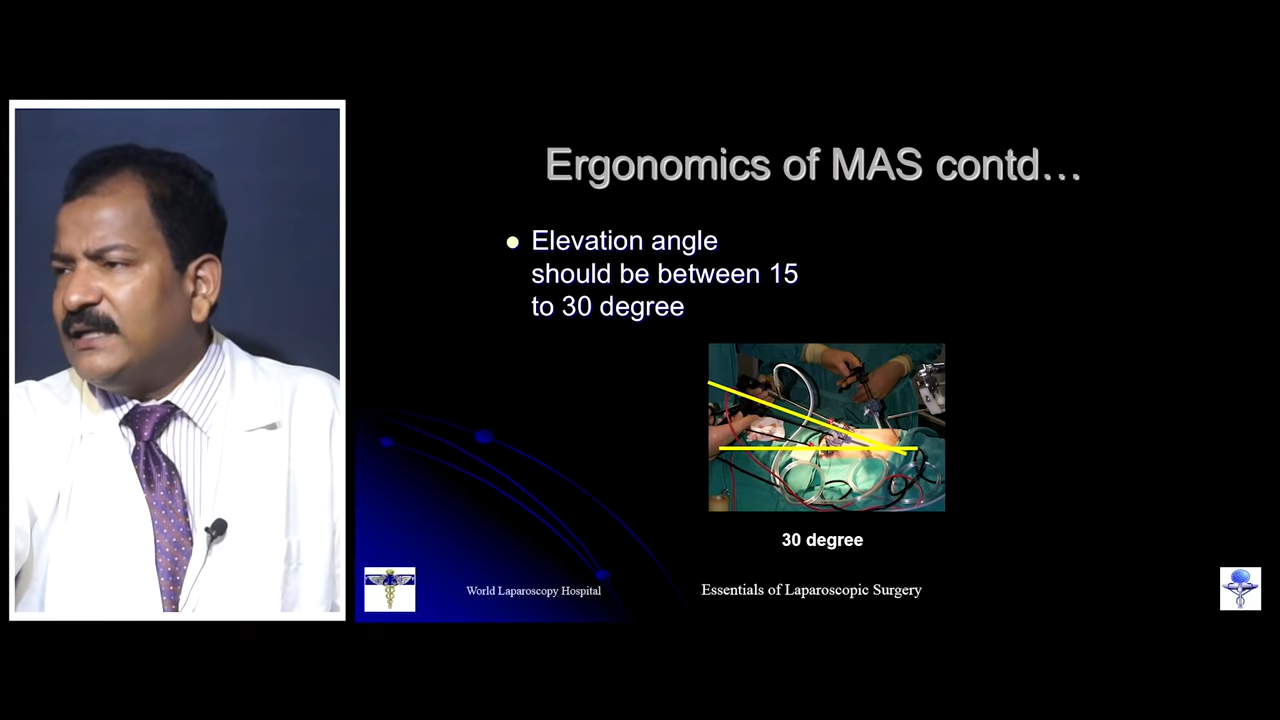 Ergonomics of MAS contd…
Elevation angle
should be between 15
to 30 degree
30 degree
World Laparoscopy Hospital
Essentials of Laparoscopic Surgery